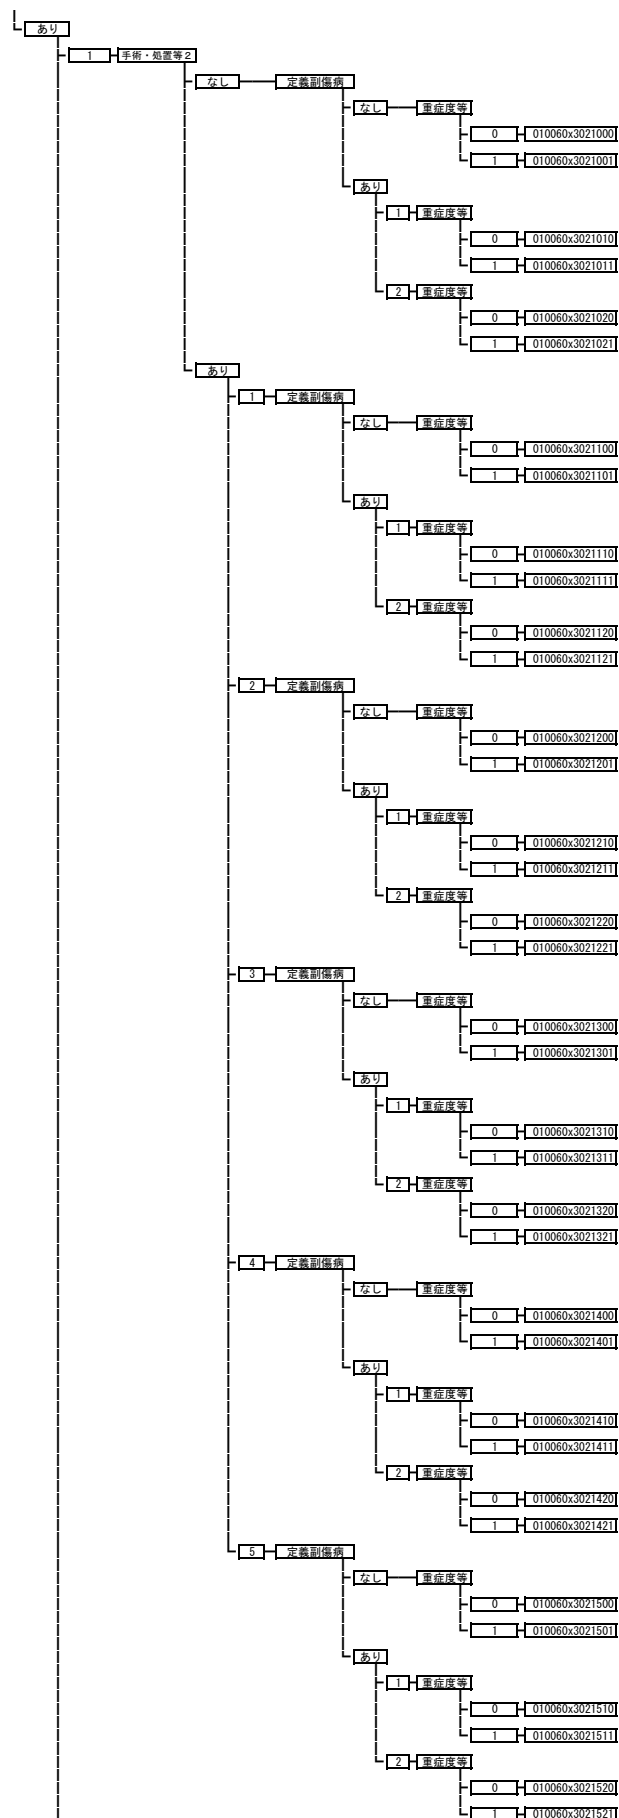 あり
1 手術・処置等2
なし 定義副傷病
なし 重症度等
0 010060x3021000
1 010060x3021001
あり
1 重症度等
0 010060x3021010
1 010060x3021011
2 重症度等
0 010060x3021020
1 010060x3021021
あり
1 定義副傷病
なし 重症度等
0 010060x3021100
1 010060x3021101
あり
1 重症度等
0 010060x3021110
1 010060x3021111
2 重症度等
0 010060x3021120
1 010060x3021121
2 定義副傷病
なし 重症度等
0 010060x3021200
1 010060x3021201
あり
1 重症度等
0 010060x3021210
1 010060x3021211
2 重症度等
0 010060x3021220
1 010060x3021221
3 定義副傷病
なし 重症度等
0 010060x3021300
1 010060x3021301
あり
1 重症度等
0 010060x3021310
1 010060x3021311
2 重症度等
0 010060x3021320
1 010060x3021321
4 定義副傷病
なし 重症度等
0 010060x3021400
1 010060x3021401
あり
1 重症度等
0 010060x3021410
1 010060x3021411
2 重症度等
0 010060x3021420
1 010060x3021421
5 定義副傷病
なし 重症度等
0 010060x3021500
1 010060x3021501
あり
1 重症度等
0 010060x3021510
1 010060x3021511
2 重症度等
0 010060x3021520
1 010060x3021521